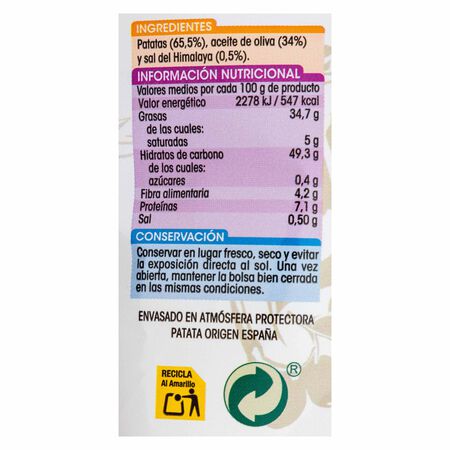 INGREDIENTES
Patatas (65,5%), aceite de oliva (34%)
y sal del Himalaya (0,5%).
INFORMACIÓN NUTRICIONAL
Valores medios por cada 100 g de producto
Valor energético 2278 kJ / 547 kcal
Grasas 34,7 g
de las cuales:
saturadas 5 g
Hidratos de carbono 49,3 g
de los cuales:
azúcares 0,4 g
Fibra alimentaria 4,2 g
Proteínas 7,1 g
Sal 0,50 g
CONSERVACIÓN
Conservar en lugar fresco, seco y evitar
la exposición directa al sol. Una vez
abierta, mantener la bolsa bien cerrada
en las mismas condiciones.
ENVASADO EN ATMÓSFERA PROTECTORA
PATATA ORIGEN ESPAÑA
RECICLA
Al Amarillo
®